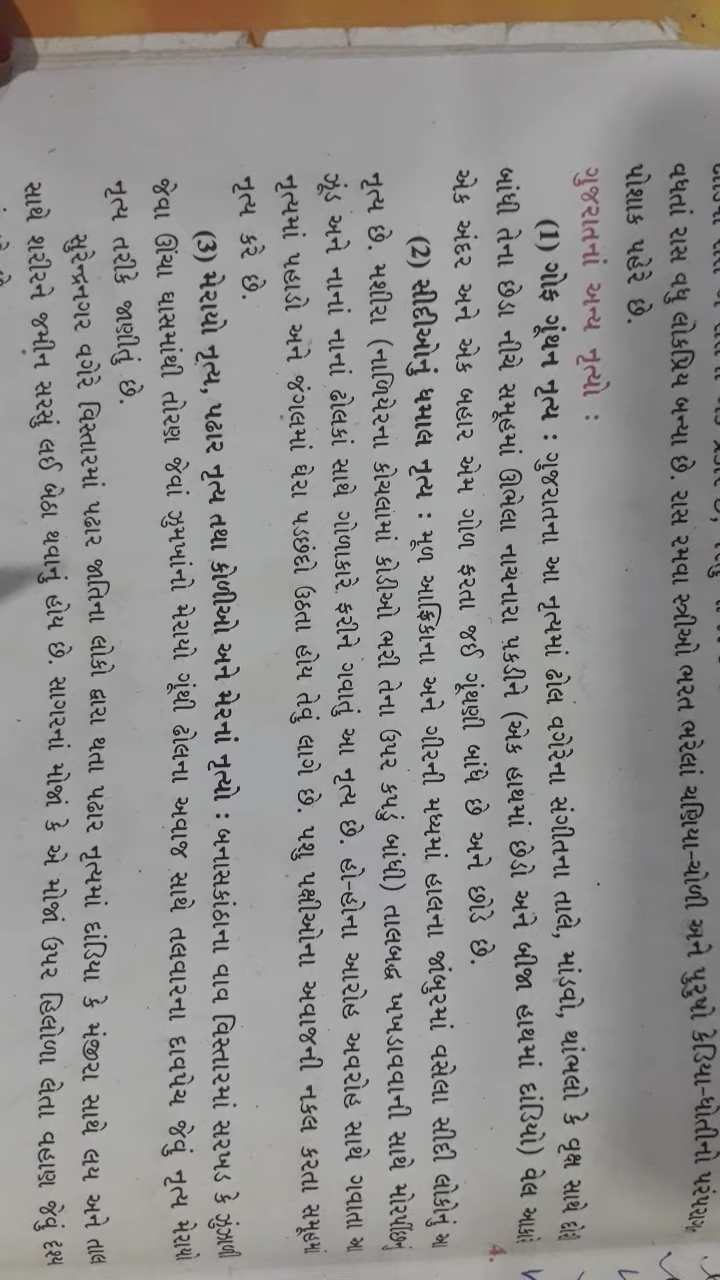 વધતાં રાસ વધુ લોકપ્રિય બન્યા છે. રાસ રમવા સ્ત્રીઓ ભરત ભરેલાં ચણિયા-ચોળી અને પુરુષો કેડિયા-ધોતીનો
પોશાક પહેરે છે.
ગુજરાતનાં અન્ય નૃત્યો :
(1) ગોફ ગૂંથન નૃત્ય : ગુજરાતના આ નૃત્યમાં ઢોલ વગેરેના સંગીતના તાલે, માંડવો, થાંભલો કે વૃક્ષ સાથે
બાંધી તેના છેડા નીચે સમૂહમાં ઊભેલા નાચનારા પકડીને (એક હાથમાં છેડો અને બીજા હાથમાં દાંડિયો) વેલ
એક અંદર અને એક બહાર એમ ગોળ ફરતા જઈ ગૂંથણી બાંધે છે અને છોડે છે.
(2) સીદીઓનું ધમાલ નૃત્ય : મૂળ આફ્રિકાના અને ગીરની મધ્યમાં હાલના જાંબુરમાં વસેલા સીદી લોકોનું આ
નૃત્ય છે. મશીરા (નાળિયેરના કોચલામાં કોડીઓ ભરી તેના ઉપર કપડું બાંધી) તાલબદ્ધ ખખડાવવાની સાથે મોરપીંછનું
ઝૂંડ અને નાનાં નાનાં ઢોલકાં સાથે ગોળાકારે ફરીને ગવાતું આ નૃત્ય છે. હો-હોના આરોહ અવરોહ સાથે ગવાતા આ
નૃત્યમાં પહાડો અને જંગલમાં ઘેરા પડછંદો ઉઠતા હોય તેવું લાગે છે. પશુ પક્ષીઓના અવાજની નકલ કરતા સમૂહમાં
નૃત્ય કરે છે.
(3) મેરાયો નૃત્ય, પઢાર નૃત્ય તથા કોળીઓ અને મેરનાં નૃત્યો : બનાસકાંઠાના વાવ વિસ્તારમાં સરખડ કે ઝૂંઝાળી
જેવા ઊંચા ઘાસમાંથી તોરણ જેવાં ઝુમખાંનો મેરાયો ગૂંથી ઢોલના અવાજ સાથે તલવારના દાવપેચ જેવું નૃત્ય મેરાયો
નૃત્ય તરીકે જાણીતું છે.
સુરેન્દ્રનગર વગેરે વિસ્તારમાં પઢાર જાતિના લોકો દ્વારા થતા પઢાર નૃત્યમાં દાંડિયા કે મંજીરા સાથે લય અને તાલ
સાથે શરીરને જમીન સરસું લઈ બેઠા થવાનું હોય છે. સાગરનાં મોજાં કે એ મોજાં ઉપર હિલોળા લેતા વહાણ જેવું દૃશ્ય
4.